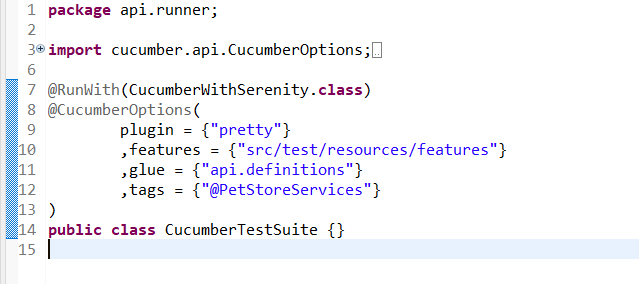 1 package api.runner;
2
3 import cucumber.api.CucumberOptions;
6
7 @RunWith(CucumberWithSerenity.class)
8 @CucumberOptions(
9 plugin = {"pretty"}
10 ,features = {"src/test/resources/features"}
11 ,glue = {"api.definitions"}
12 ,tags = {"@PetStoreServices"}
13 )
14 public class CucumberTestSuite {}
15